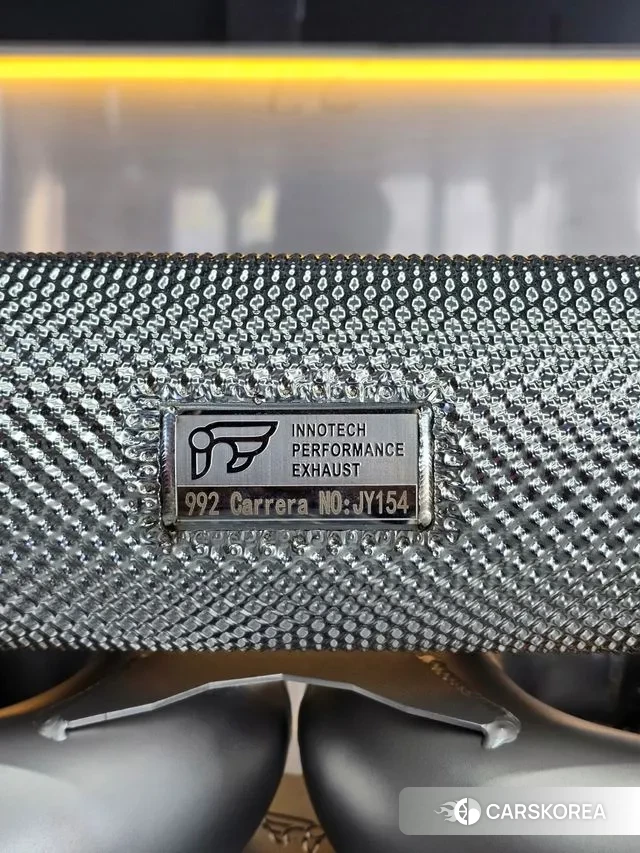 INNOTECH
PERFORMANCE
EXHAUST
992 Carrera NO:JY154
CARSKOREA